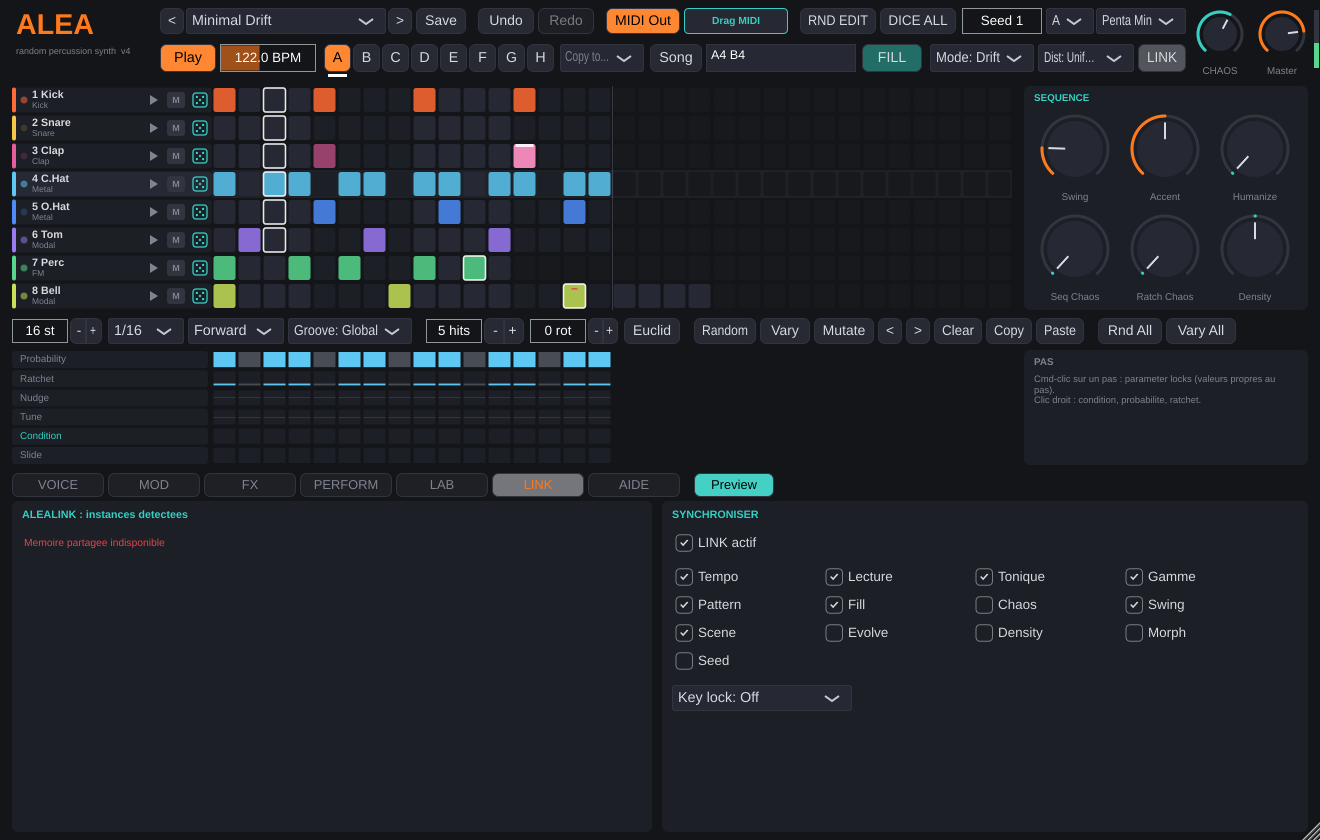 ALEA
random percussion synth v4
< Minimal Drift > Save Undo Redo MIDI Out Drag MIDI RND EDIT DICE ALL Seed 1 A Penta Min
Play 122.0 BPM A B C D E F G H Copy to... Song A4 B4 FILL Mode: Drift Dist: Unif... LINK
CHAOS Master
1 Kick
Kick
M
2 Snare
Snare
M
3 Clap
Clap
M
4 C.Hat
Metal
M
5 O.Hat
Metal
M
6 Tom
Modal
M
7 Perc
FM
M
8 Bell
Modal
M
SEQUENCE
Swing Accent Humanize
Seq Chaos Ratch Chaos Density
16 st - + 1/16 Forward Groove: Global 5 hits - + 0 rot - + Euclid Random Vary Mutate < > Clear Copy Paste Rnd All Vary All
Probability
Ratchet
Nudge
Tune
Condition
Slide
PAS
Cmd-clic sur un pas : parameter locks (valeurs propres au
pas).
Clic droit : condition, probabilite, ratchet.
VOICE MOD FX PERFORM LAB LINK AIDE Preview
ALEALINK : instances detectees
Memoire partagee indisponible
SYNCHRONISER
LINK actif
Tempo Lecture Tonique Gamme
Pattern Fill Chaos Swing
Scene Evolve Density Morph
Seed
Key lock: Off